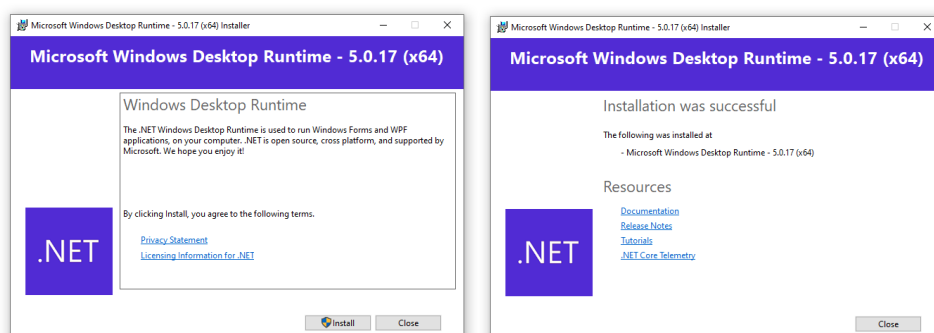 Microsoft Windows Desktop Runtime - 5.0.17 (x64) Installer
Microsoft Windows Desktop Runtime - 5.0.17 (x64)
Windows Desktop Runtime
The .NET Windows Desktop Runtime is used to run Windows Forms and WPF
applications, on your computer. .NET is open source, cross platform, and supported by
Microsoft. We hope you enjoy it!
By clicking Install, you agree to the following terms.
Privacy Statement
Licensing Information for .NET
.NET
Install
Close
Microsoft Windows Desktop Runtime - 5.0.17 (x64) Installer
Microsoft Windows Desktop Runtime - 5.0.17 (x64)
Installation was successful
The following was installed at
- Microsoft Windows Desktop Runtime - 5.0.17 (x64)
Resources
Documentation
Release Notes
Tutorials
.NET Core Telemetry
.NET
Close